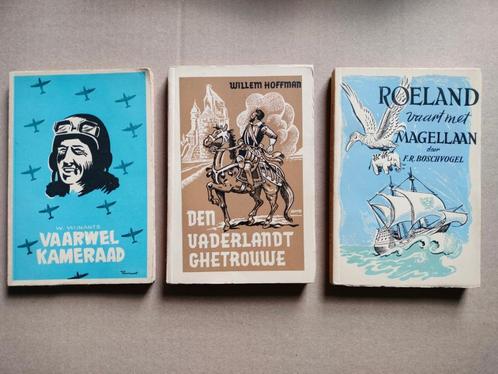 W. WIJNANTS
VAARWEL
KAMERAAD
WILLEM HOFFMAN
DEN
VADERLANDT
GHETROUWE
ROELAND
vaart met
MAGELLAAN
door
F.R. BOSCHVOGEL